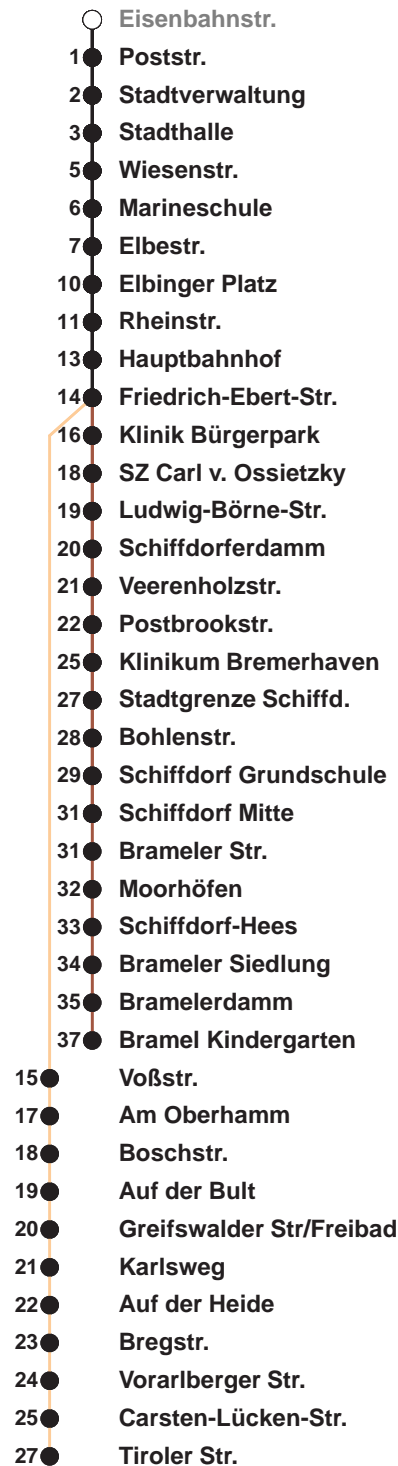 Eisenbahnstr.
1 Poststr.
2 Stadtverwaltung
3 Stadthalle
5 Wiesenstr.
6 Marineschule
7 Elbestr.
10 Elbinger Platz
11 Rheinstr.
13 Hauptbahnhof
14 Friedrich-Ebert-Str.
16 Klinik Bürgerpark
18 SZ Carl v. Ossietzky
19 Ludwig-Börne-Str.
20 Schiffdorferdamm
21 Veerenholzstr.
22 Postbrookstr.
25 Klinikum Bremerhaven
27 Stadtgrenze Schiffd.
28 Bohlenstr.
29 Schiffdorf Grundschule
31 Schiffdorf Mitte
31 Brameler Str.
32 Moorhöfen
33 Schiffdorf-Hees
34 Brameler Siedlung
35 Bramelerdamm
37 Bramel Kindergarten
15 Voßstr.
17 Am Oberhamm
18 Boschstr.
19 Auf der Bult
20 Greifswalder Str/Freibad
21 Karlsweg
22 Auf der Heide
23 Bregstr.
24 Vorarlberger Str.
25 Carsten-Lücken-Str.
27 Tiroler Str.